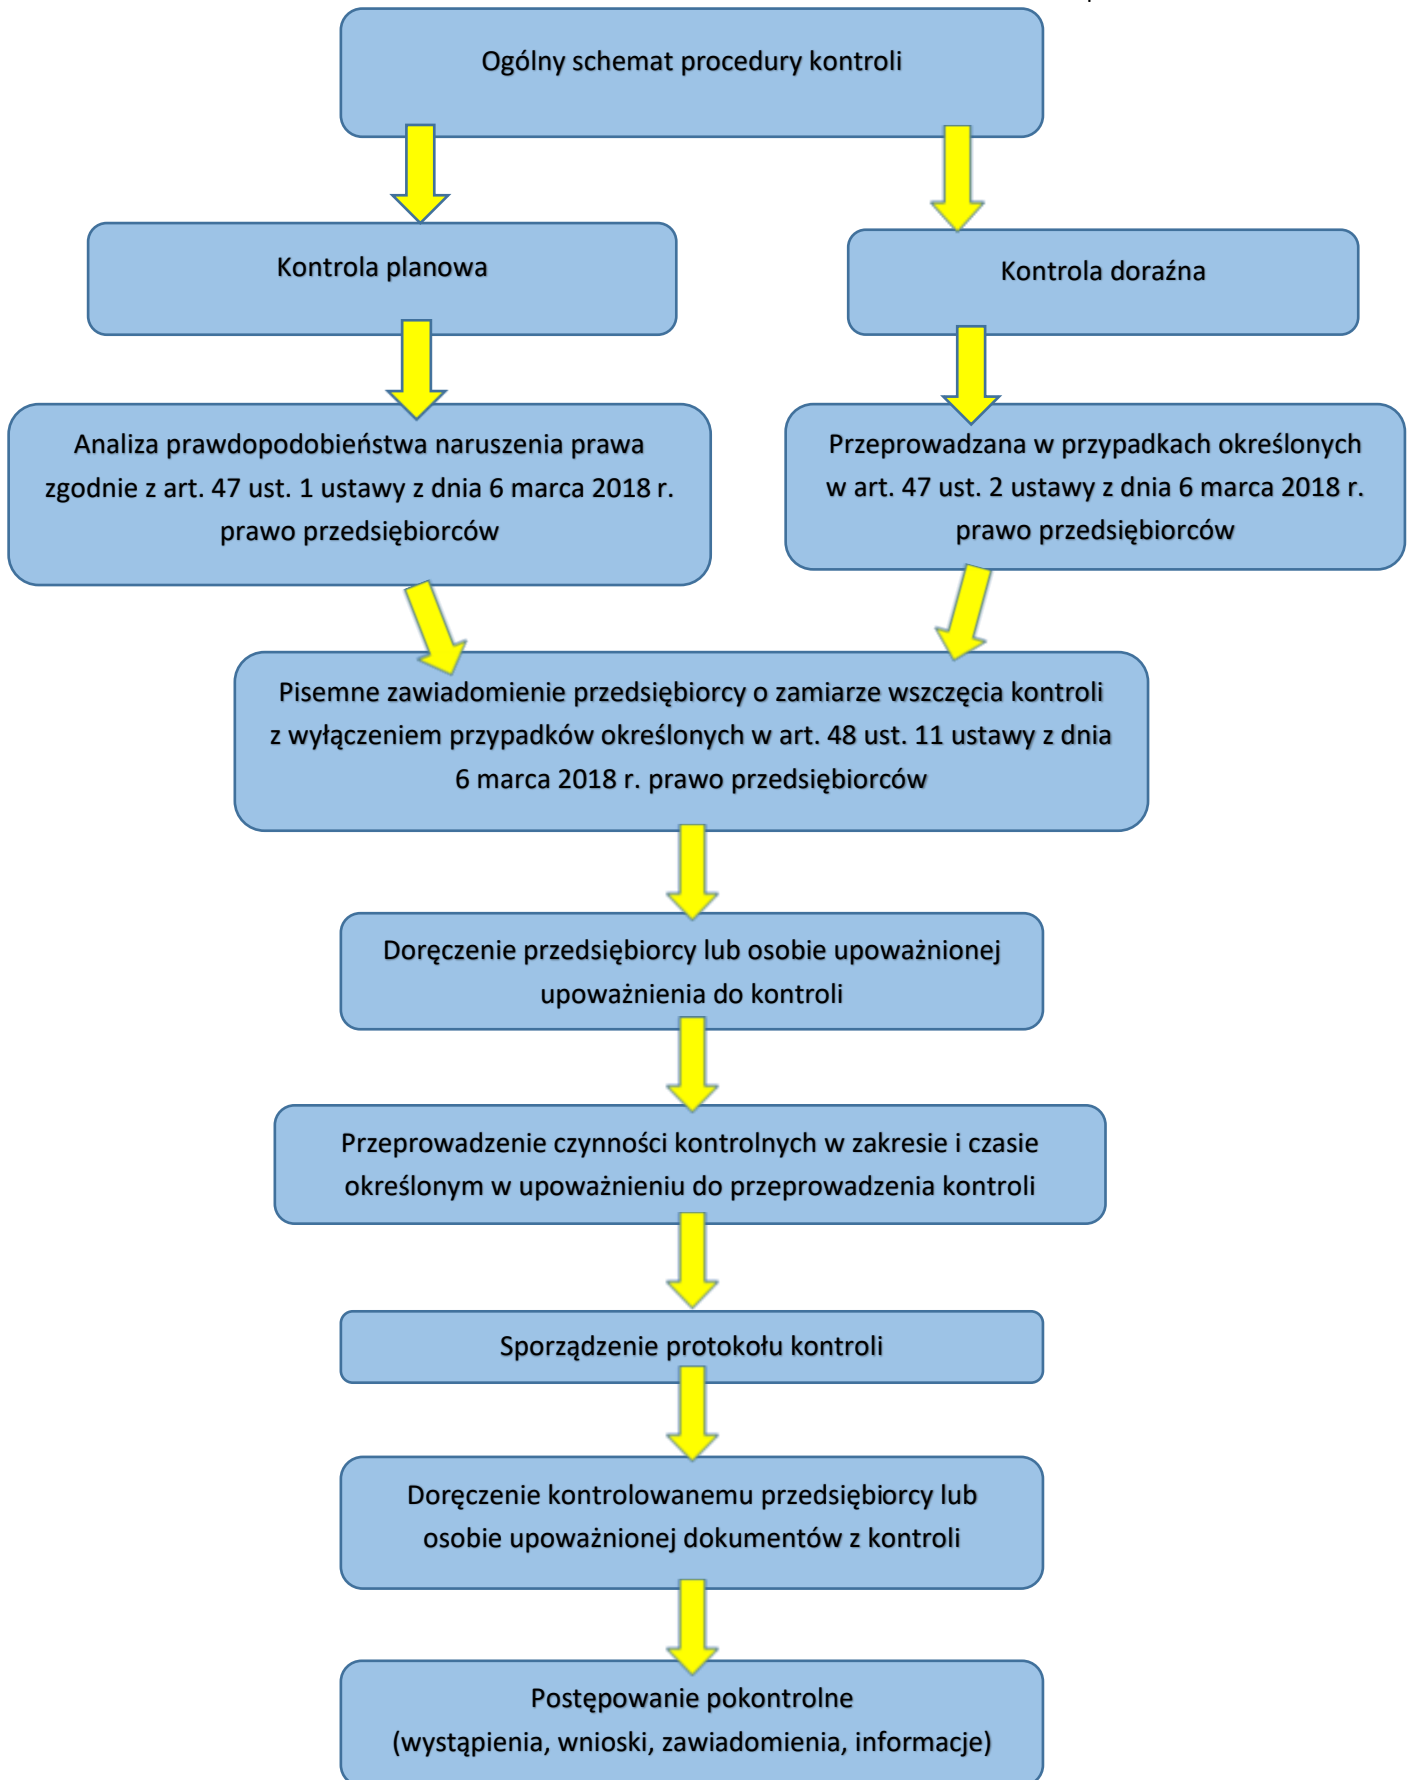 Ogólny schemat procedury kontroli
Kontrola planowa
Kontrola doraźna
Analiza prawdopodobieństwa naruszenia prawa
zgodnie z art. 47 ust. 1 ustawy z dnia 6 marca 2018 r.
prawo przedsiębiorców
Przeprowadzana w przypadkach określonych
w art. 47 ust. 2 ustawy z dnia 6 marca 2018 r.
prawo przedsiębiorców
Pisemne zawiadomienie przedsiębiorcy o zamiarze wszczęcia kontroli
z wyłączeniem przypadków określonych w art. 48 ust. 11 ustawy z dnia
6 marca 2018 r. prawo przedsiębiorców
Doręczenie przedsiębiorcy lub osobie upoważnionej
upoważnienia do kontroli
Przeprowadzenie czynności kontrolnych w zakresie i czasie
określonym w upoważnieniu do przeprowadzenia kontroli
Sporządzenie protokołu kontroli
Doręczenie kontrolowanemu przedsiębiorcy lub
osobie upoważnionej dokumentów z kontroli
Postępowanie pokontrolne
(wystąpienia, wnioski, zawiadomienia, informacje)